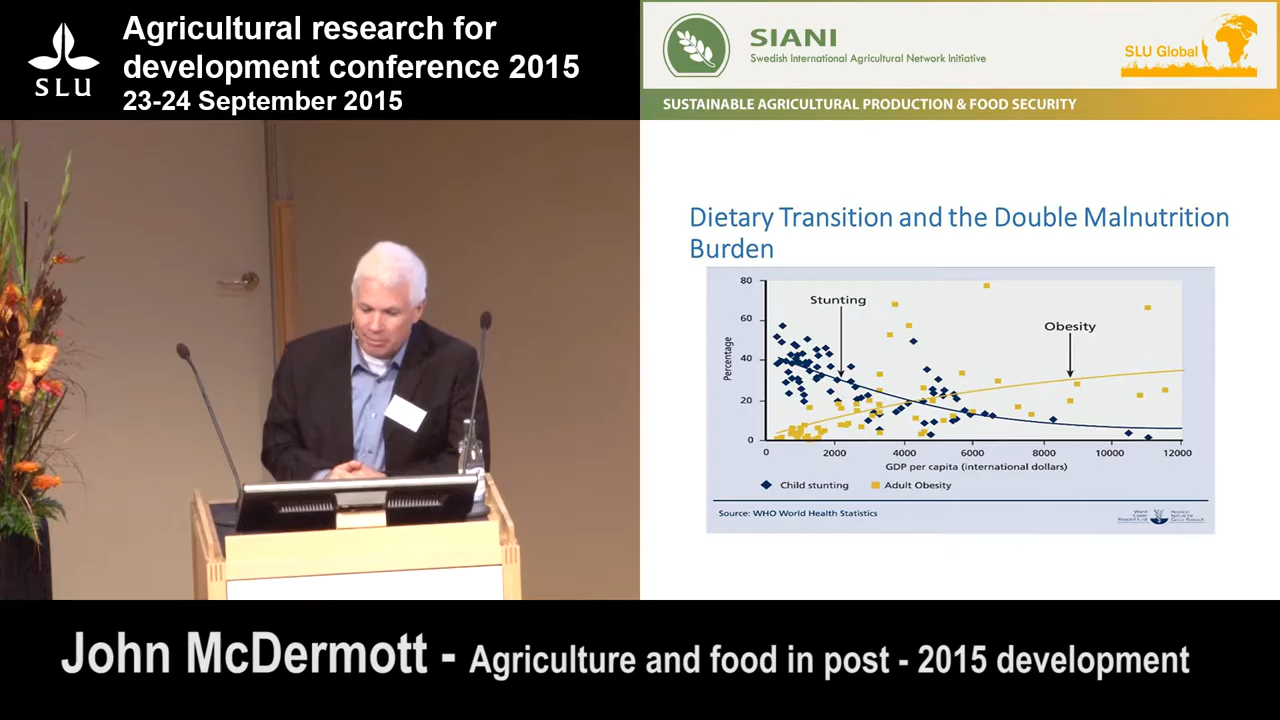 SLU
Agricultural research for
development conference 2015
23-24 September 2015
SIANI
Swedish International Agricultural Network Initiative
SLU Global
SUSTAINABLE AGRICULTURAL PRODUCTION & FOOD SECURITY
Dietary Transition and the Double Malnutrition
Burden
80
60
40
20
0
Percentage
Stunting
Obesity
0 2000 4000 6000 8000 10000 12000
GDP per capita (international dollars)
Child stunting Adult Obesity
Source: WHO World Health Statistics
John McDermott - Agriculture and food in post - 2015 development